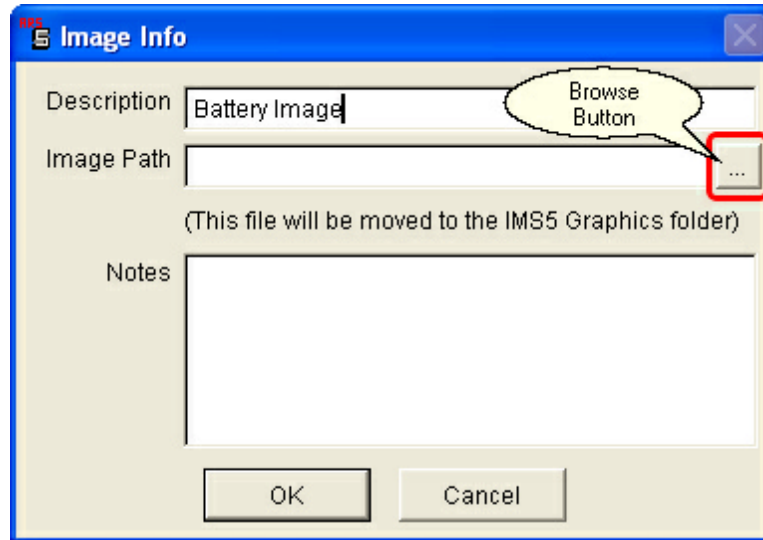 Image Info
Description
Battery Image
Browse
Button
Image Path
...
(This file will be moved to the IMS5 Graphics folder)
Notes
OK
Cancel